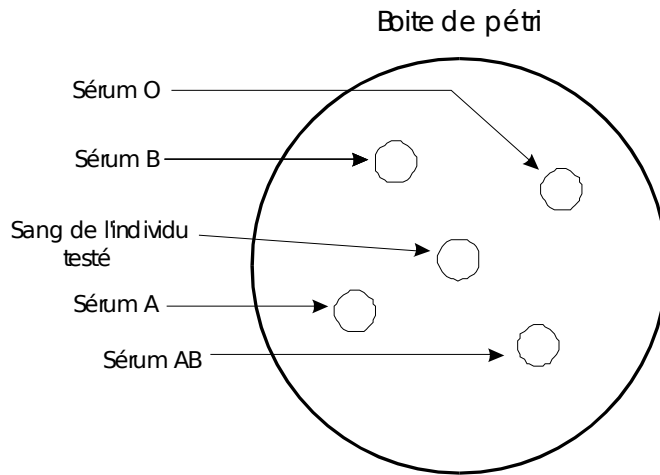 Boite de pétri
Sérum O
Sérum B
Sang de l'individu
testé
Sérum A
Sérum AB